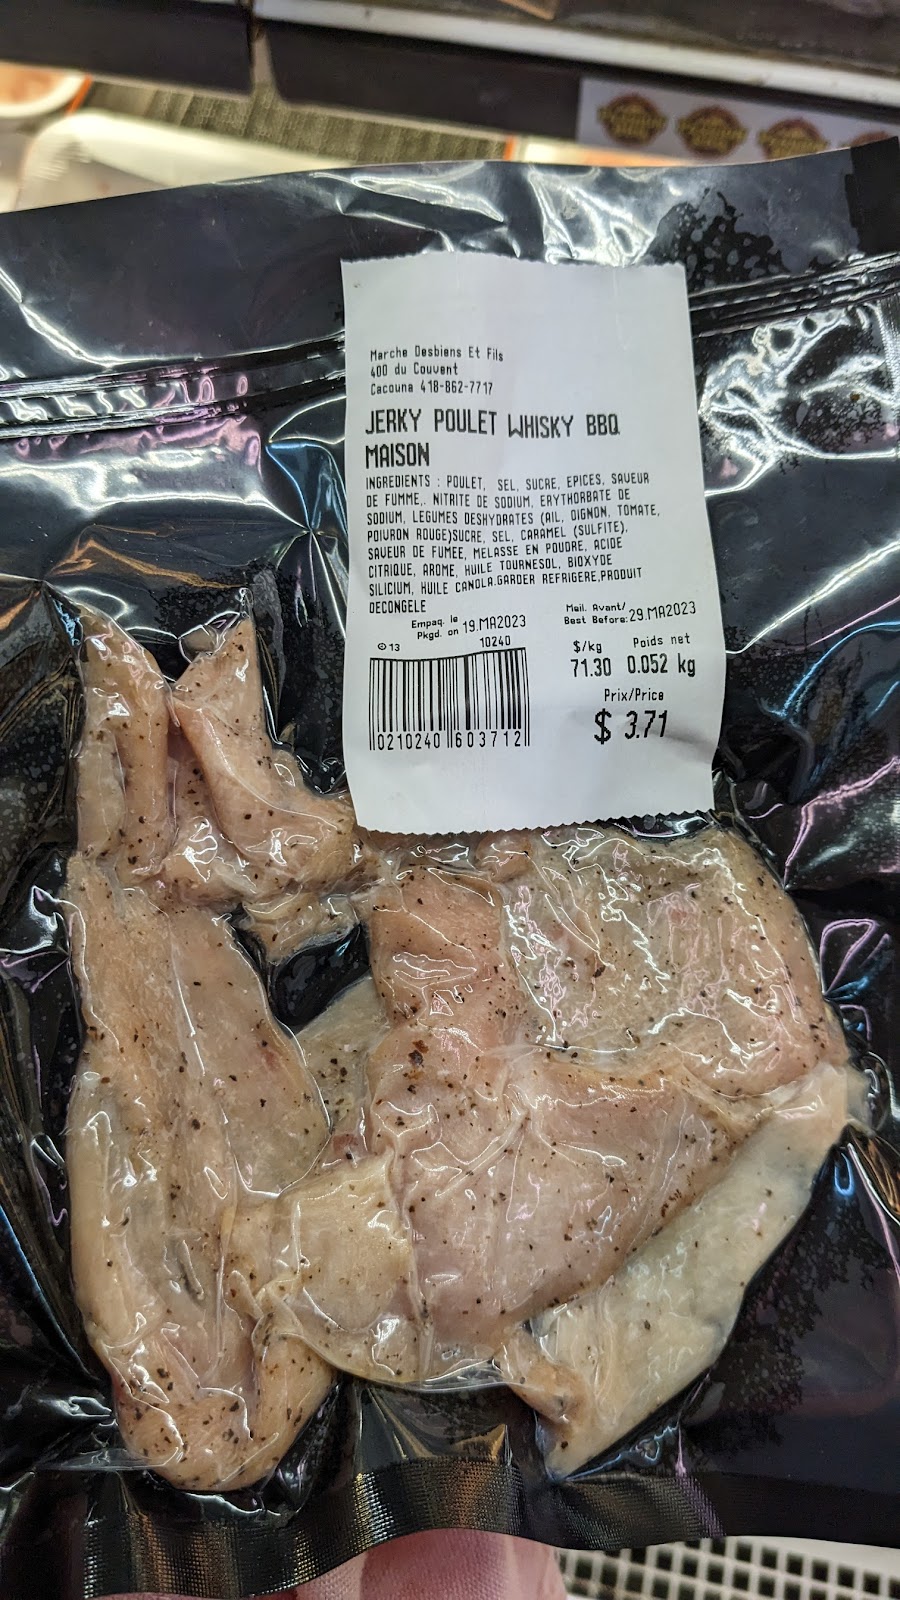 Marche Desbiens Et Fils
400 du Couvent
Cacouna 418-862-7717
JERKY POULET WHISKY BBQ
MAISON
INGREDIENTS : POULET, SEL, SUCRE, EPICES, SAVEUR
DE FUMME,. NITRITE DE SODIUM, ERYTHORBATE DE
SODIUM, LEGUMES DESHYDRATES (AIL, OIGNON, TOMATE,
POIVRON ROUGE)SUCRE, SEL, CARAMEL (SULFITE),
SAVEUR DE FUMEE, MELASSE EN POUDRE, ACIDE
CITRIQUE, AROME, HUILE TOURNESOL, BIOXYDE
SILICIUM, HUILE CANOLA.GARDER REFRIGERE,PRODUIT
DECONGELE
Empaq. le
Pkgd. on 19.MA2023
Meil. Avant/
Best Before: 29.MA2023
13 10240
$/kg Poids net
71.30 0.052 kg
Prix/Price
$ 3.71
0210240 603712